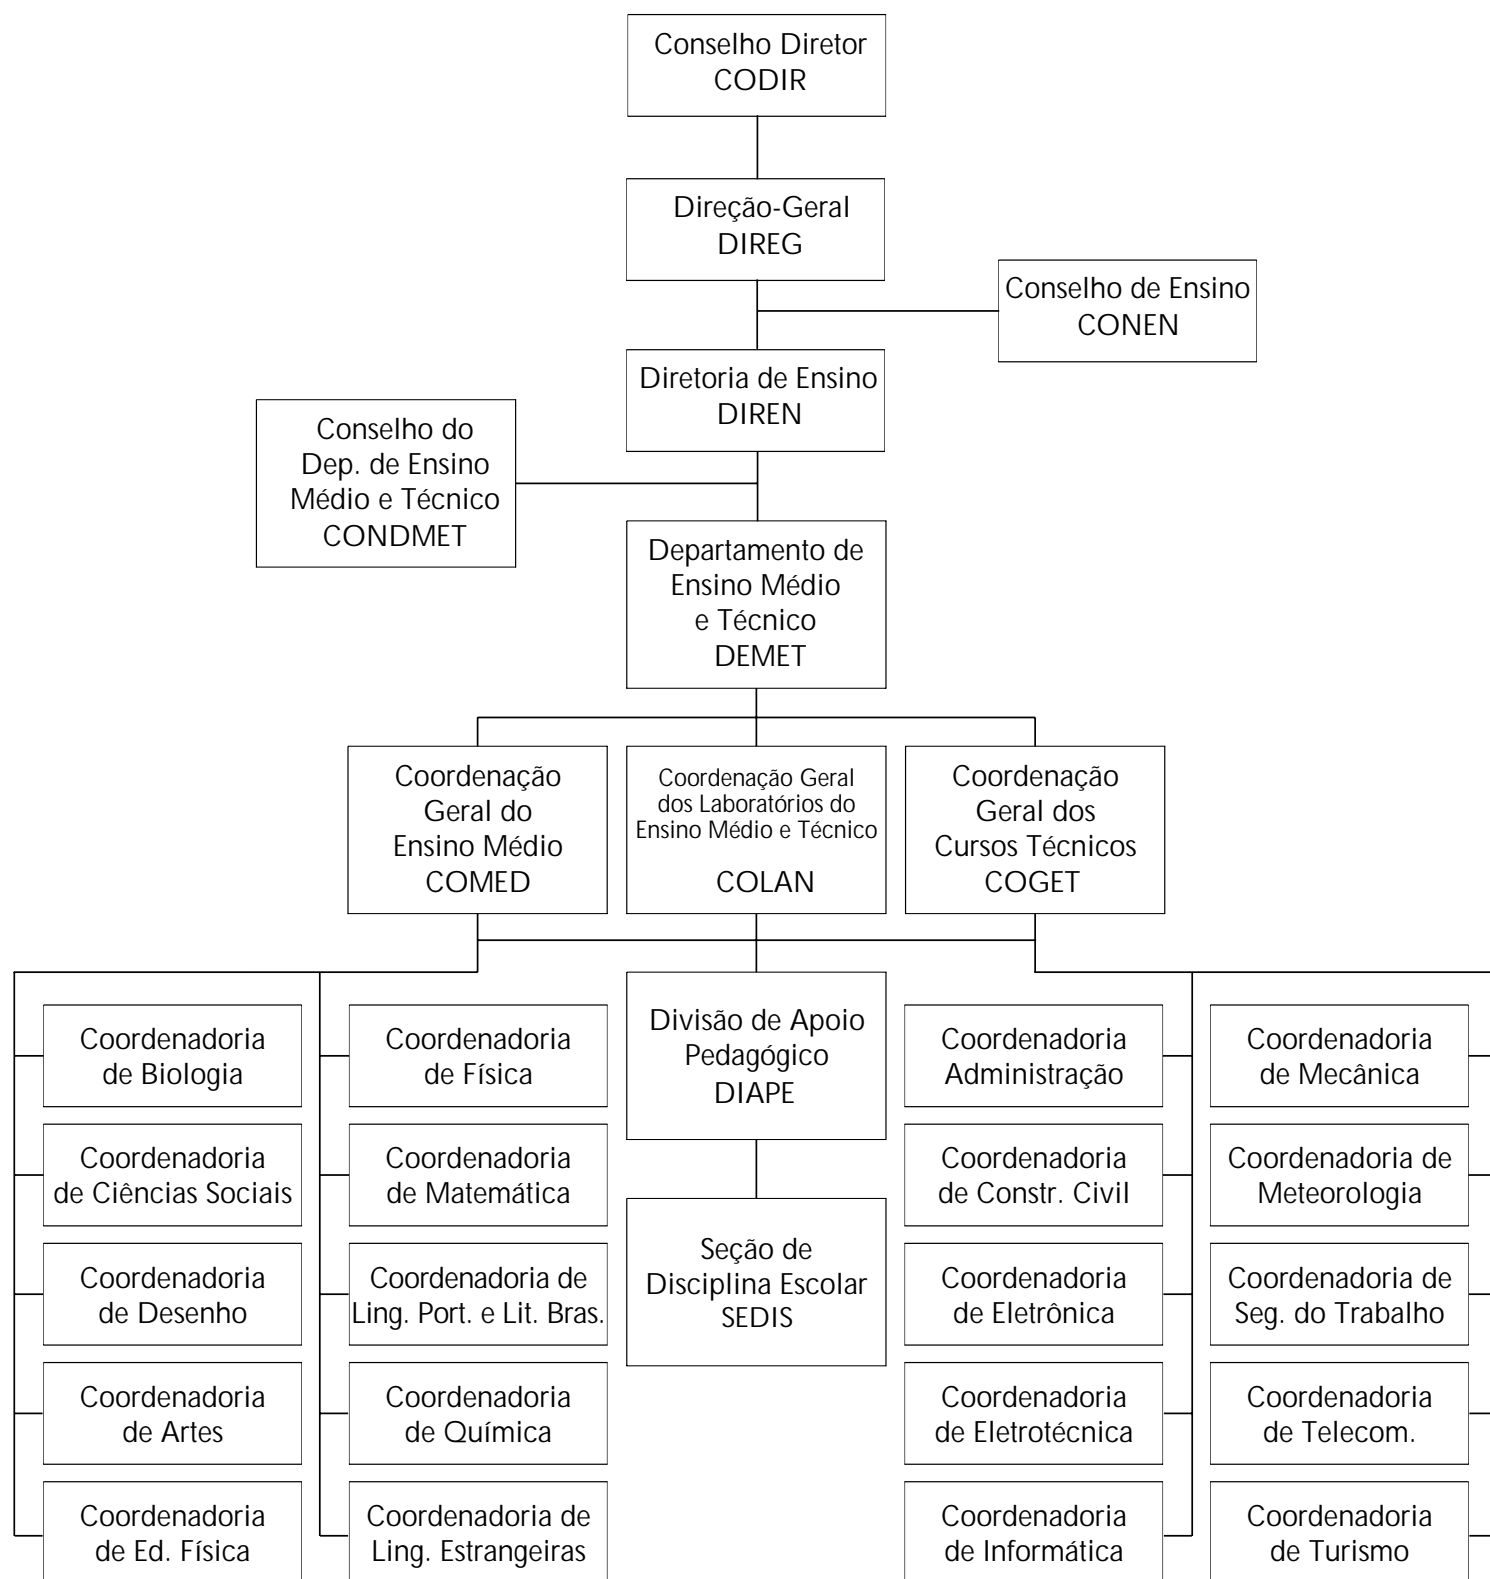 Conselho Diretor
CODIR
Direção-Geral
DIREG
Conselho de Ensino
CONEN
Diretoria de Ensino
DIREN
Conselho do
Dep. de Ensino
Médio e Técnico
CONDMET
Departamento de
Ensino Médio
e Técnico
DEMET
Coordenação
Geral do
Ensino Médio
COMED
Coordenação Geral
dos Laboratórios do
Ensino Médio e Técnico
COLAN
Coordenação
Geral dos
Cursos Técnicos
COGET
Coordenadoria
de Biologia
Coordenadoria
de Física
Divisão de Apoio
Pedagógico
DIAPE
Coordenadoria
Administração
Coordenadoria
de Mecânica
Coordenadoria
de Ciências Sociais
Coordenadoria
de Matemática
Coordenadoria
de Constr. Civil
Coordenadoria de
Meteorologia
Coordenadoria
de Desenho
Coordenadoria de
Ling. Port. e Lit. Bras.
Seção de
Disciplina Escolar
SEDIS
Coordenadoria
de Eletrônica
Coordenadoria de
Seg. do Trabalho
Coordenadoria
de Artes
Coordenadoria
de Química
Coordenadoria
de Eletrotécnica
Coordenadoria
de Telecom.
Coordenadoria
de Ed. Física
Coordenadoria de
Ling. Estrangeiras
Coordenadoria
de Informática
Coordenadoria
de Turismo